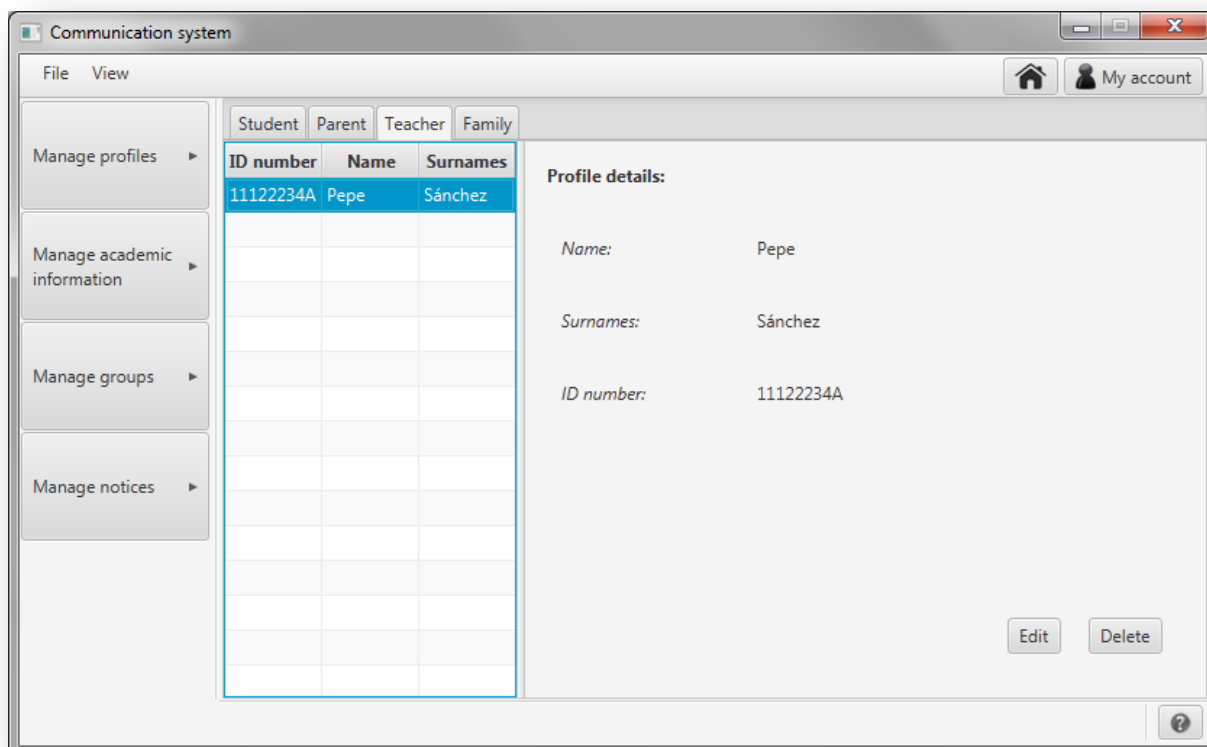 Communication system
File View
My account
Manage profiles
Manage academic
information
Manage groups
Manage notices
Student Parent Teacher Family
ID number Name Surnames
11122234A Pepe Sánchez
Profile details:
Name: Pepe
Surnames: Sánchez
ID number: 11122234A
Edit Delete
?